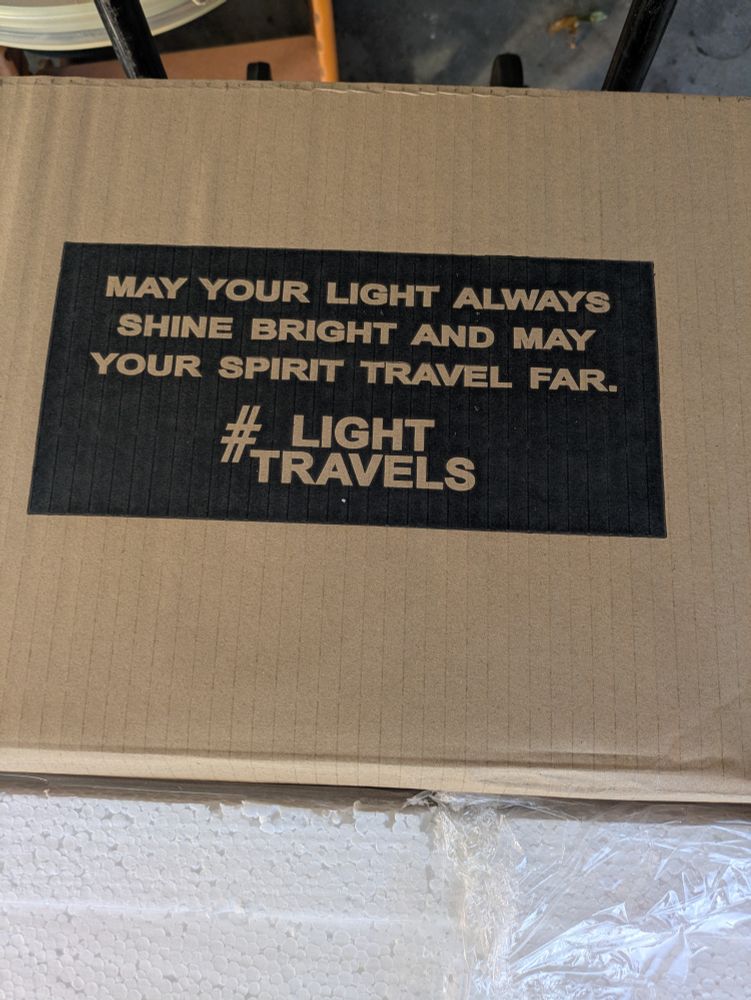 MAY YOUR LIGHT ALWAYS
SHINE BRIGHT AND MAY
YOUR SPIRIT TRAVEL FAR.
# LIGHT
TRAVELS